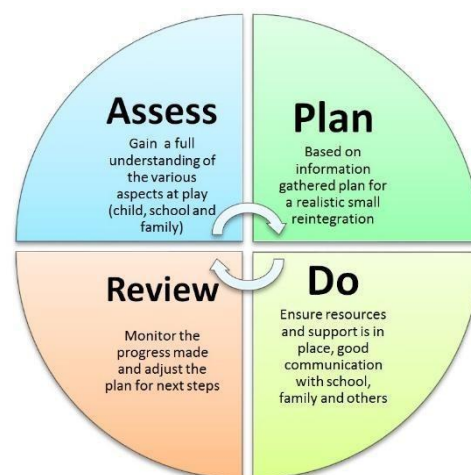 Assess
Gain a full
understanding of
the various
aspects at play
(child, school and
family)
Plan
Based on
information
gathered plan for
a realistic small
reintegration
Review
Monitor the
progress made
and adjust the
plan for next steps
Do
Ensure resources
and support is in
place, good
communication
with school,
family and others